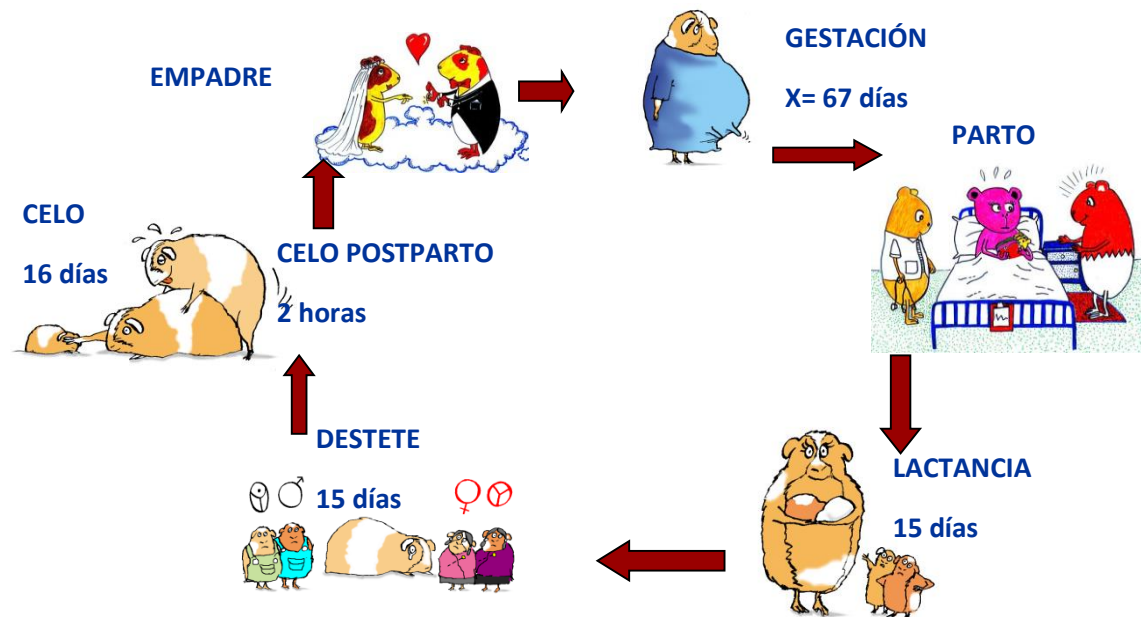 EMPADRE
GESTACIÓN
X= 67 días
PARTO
LACTANCIA
15 días
DESTETE
15 días
CELO
16 días
CELO POSTPARTO
2 horas